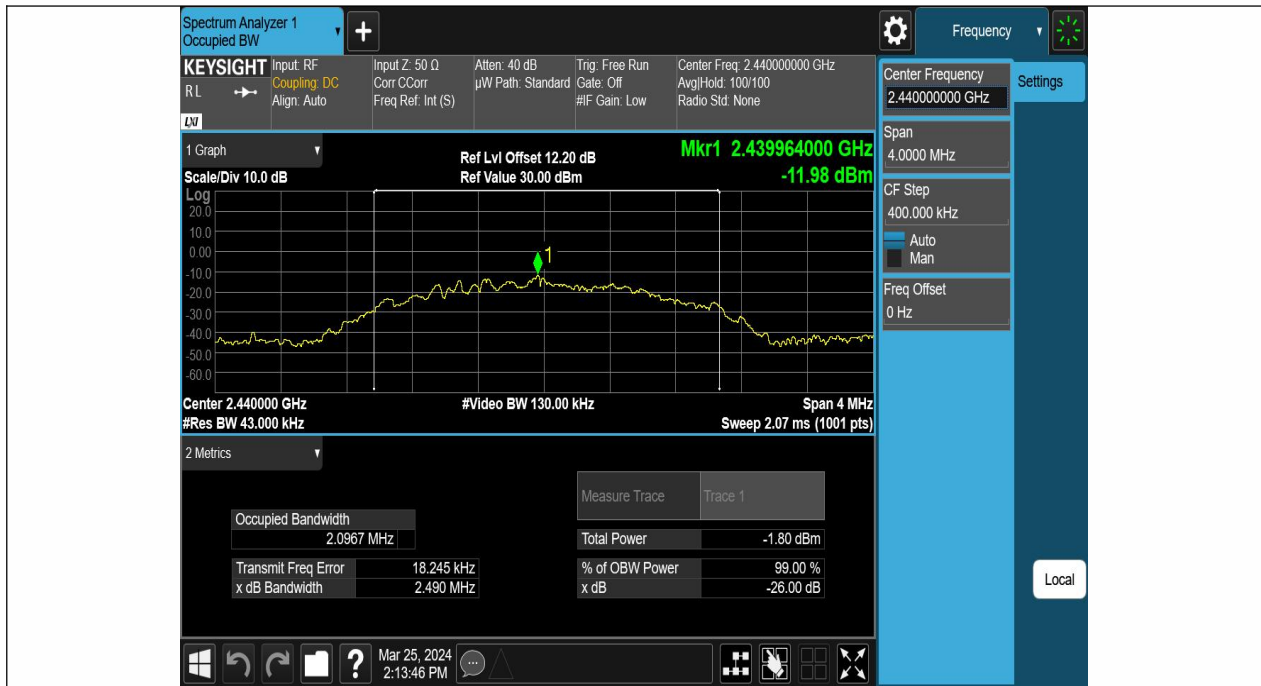 Spectrum Analyzer 1
Occupied BW
+
Frequency
KEYSIGHT
R L
LXI
Input: RF
Coupling: DC
Align: Auto
Input Z: 50 Ω
Corr CCorr
Freq Ref: Int (S)
Atten: 40 dB
µW Path: Standard
Trig: Free Run
Gate: Off
#IF Gain: Low
Center Freq: 2.440000000 GHz
Avg|Hold: 100/100
Radio Std: None
Center Frequency
2.440000000 GHz
Settings
Span
4.0000 MHz
CF Step
400.000 kHz
Auto
Man
Freq Offset
0 Hz
Local
1 Graph
Scale/Div 10.0 dB
Ref Lvl Offset 12.20 dB
Ref Value 30.00 dBm
Mkr1 2.439964000 GHz
-11.98 dBm
Log
20.0
10.0
0.00
-10.0
-20.0
-30.0
-40.0
-50.0
-60.0
1
Center 2.440000 GHz
#Video BW 130.00 kHz
Span 4 MHz
#Res BW 43.000 kHz
Sweep 2.07 ms (1001 pts)
2 Metrics
Measure Trace
Trace 1
Occupied Bandwidth
2.0967 MHz
Total Power
-1.80 dBm
Transmit Freq Error
18.245 kHz
% of OBW Power
99.00 %
x dB Bandwidth
2.490 MHz
x dB
-26.00 dB
?
Mar 25, 2024
2:13:46 PM